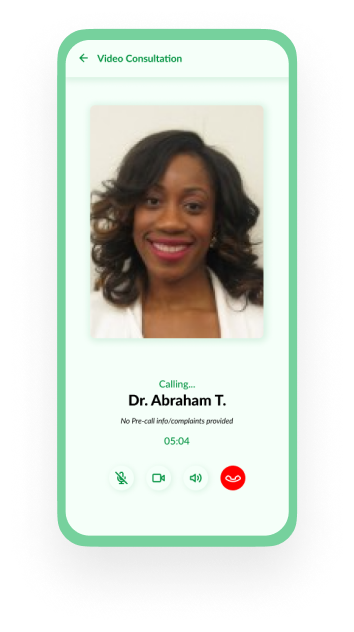 Video Consultation
Calling...
Dr. Abraham T.
No Pre-call info/complaints provided
05:04